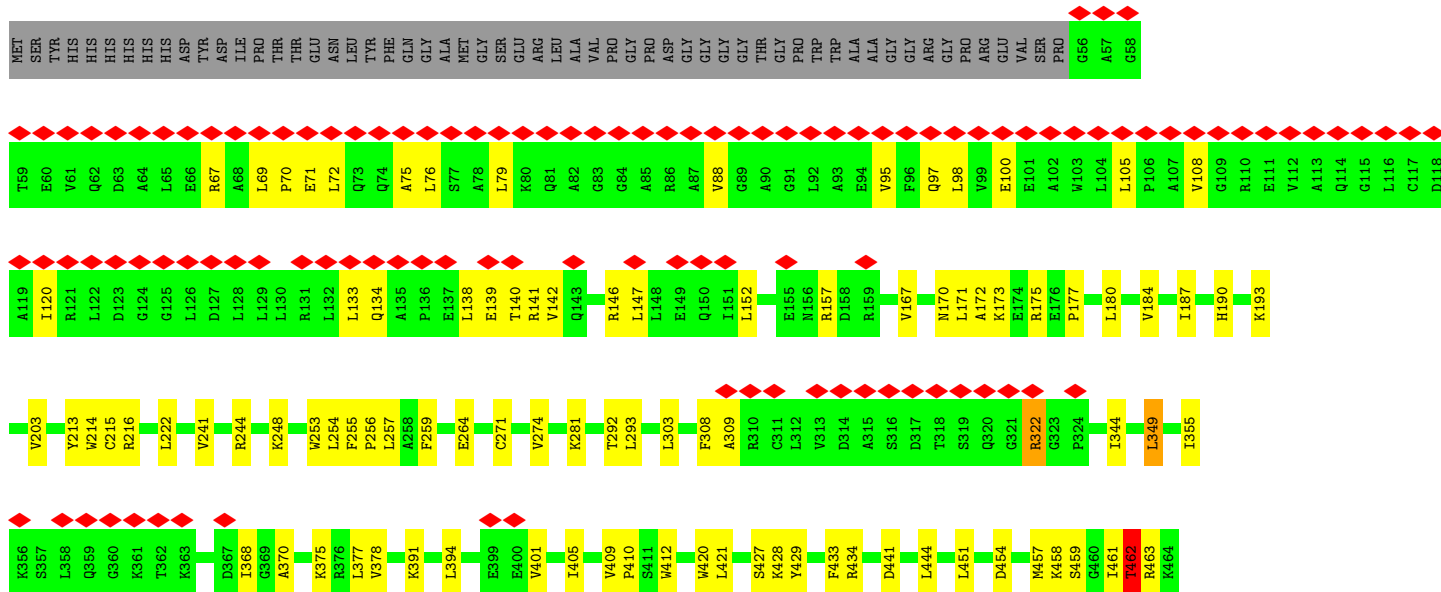 MET SER TYR HIS HIS HIS HIS HIS HIS ASP TYR ASP ILE PRO THR THR GLU ASN LEU TYR PHE GLN GLY ALA MET GLY SER GLU ARG LEU ALA VAL PRO GLY PRO ASP GLY GLY GLY GLY THR GLY PRO TRP TRP ALA ALA GLY GLY ARG GLY PRO ARG GLU VAL SER PRO G56 A57 G58
T59 E60 V61 Q62 D63 A64 L65 E66 R67 A68 L69 P70 E71 L72 Q73 Q74 A75 L76 S77 A78 L79 K80 Q81 A82 G83 G84 A85 R86 A87 V88 G89 A90 G91 L92 A93 E94 V95 F96 Q97 L98 V99 E100 E101 A102 W103 L104 L105 P106 A107 V108 G109 R110 E111 V112 A113 Q114 G115 L116 C117 D118
A119 I120 R121 L122 D123 G124 G125 L126 D127 L128 L129 L130 R131 L132 L133 Q134 A135 P136 E137 L138 E139 T140 R141 V142 Q143 R146 L147 L148 E149 Q150 I151 L152 E155 N156 R157 D158 R159 V167 N170 L171 A172 K173 E174 R175 E176 P177 L180 V184 I187 H190 K193
V203 Y213 W214 C215 R216 L222 V241 R244 K248 W253 L254 F255 P256 L257 A258 F259 E264 C271 V274 K281 T292 L293 L303 F308 A309 R310 C311 L312 V313 D314 A315 S316 D317 T318 S319 Q320 G321 R322 G323 P324 I344 L349 I355
K356 S357 L358 Q359 G360 K361 T362 K363 D367 I368 G369 A370 K375 R376 L377 V378 K391 L394 E399 E400 V401 I405 V409 P410 S411 W412 W420 L421 S427 K428 Y429 F433 R434 D441 L444 L451 D454 M457 K458 S459 G460 I461 T462 R463 K464